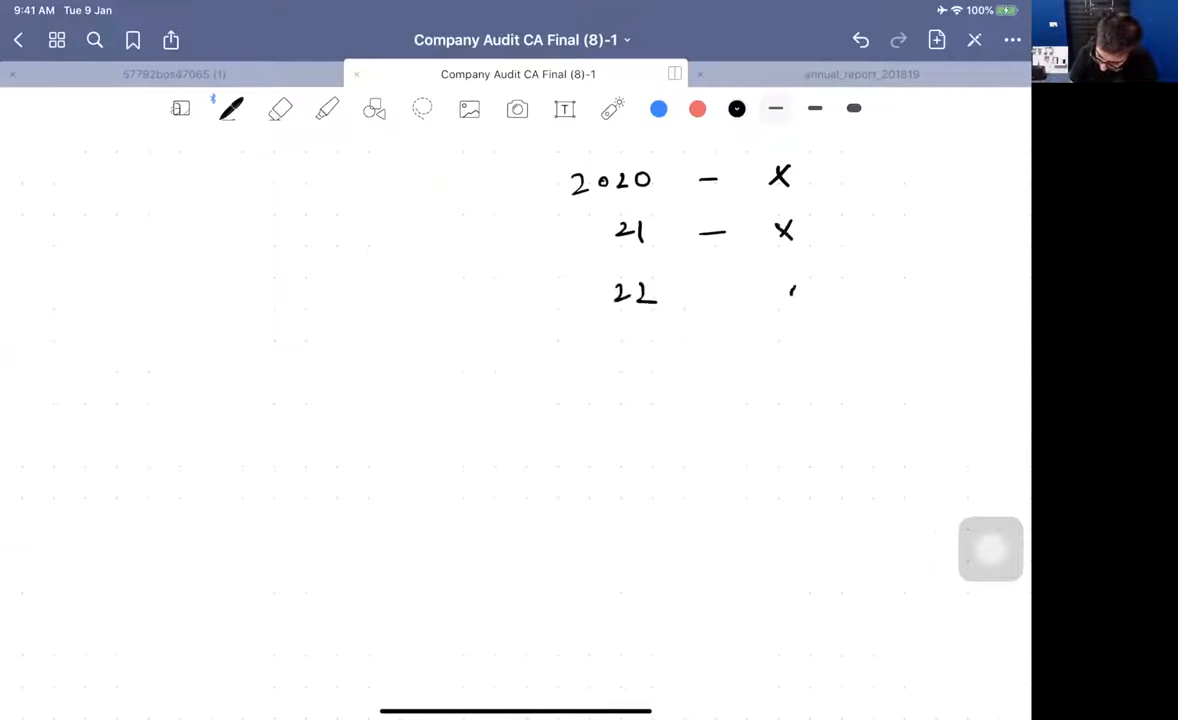 9:41 AM Tue 9 Jan
100%
Company Audit CA Final (8)-1
57792bos47065 (1)
Company Audit CA Final (8)-1
annual_report_201819
2020 - X
21 - X
22